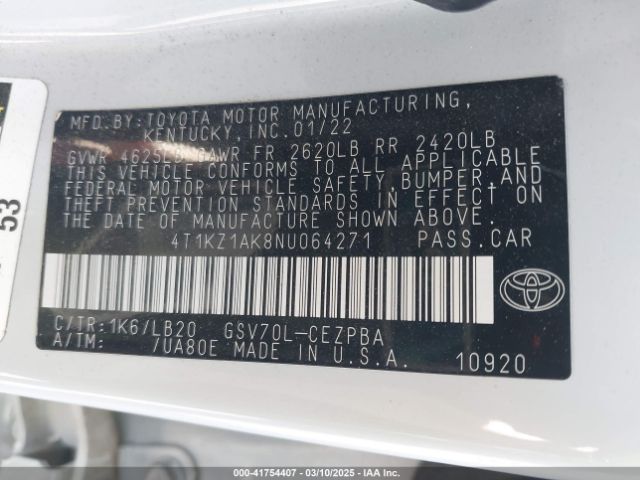 MFD.BY:TOYOTA MOTOR MANUFACTURING,
KENTUCKY, INC.01/22
GVWR 4625LB GAWR FR 2620LB RR 2420LB
THIS VEHICLE CONFORMS TO ALL APPLICABLE
FEDERAL MOTOR VEHICLE SAFETY,BUMPER,AND
THEFT PREVENTION STANDARDS IN EFFECT ON
THE DATE OF MANUFACTURE SHOWN ABOVE.
4T1KZ1AK8NU064271 PASS.CAR
C/TR:1K6/LB20 GSV70L-CEZPBA
A/TM: /UA80E MADE IN U.S.A. 10920
53
000-41754407 - 03/10/2025 - IAA Inc.